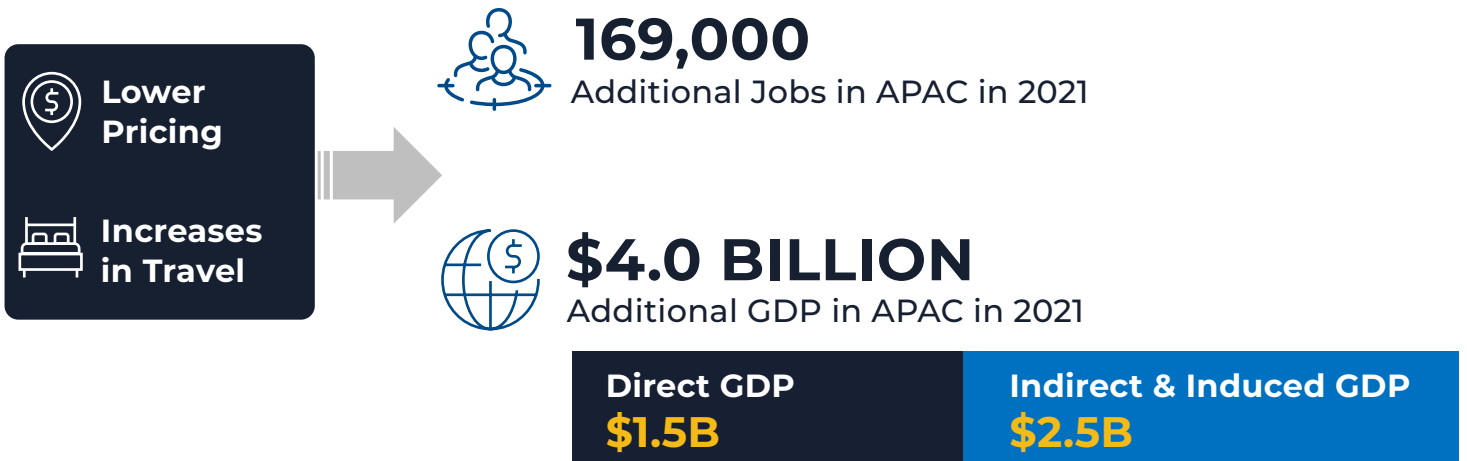 Lower
Pricing
Increases
in Travel
169,000
Additional Jobs in APAC in 2021
$4.0 BILLION
Additional GDP in APAC in 2021
Direct GDP
$1.5B
Indirect & Induced GDP
$2.5B